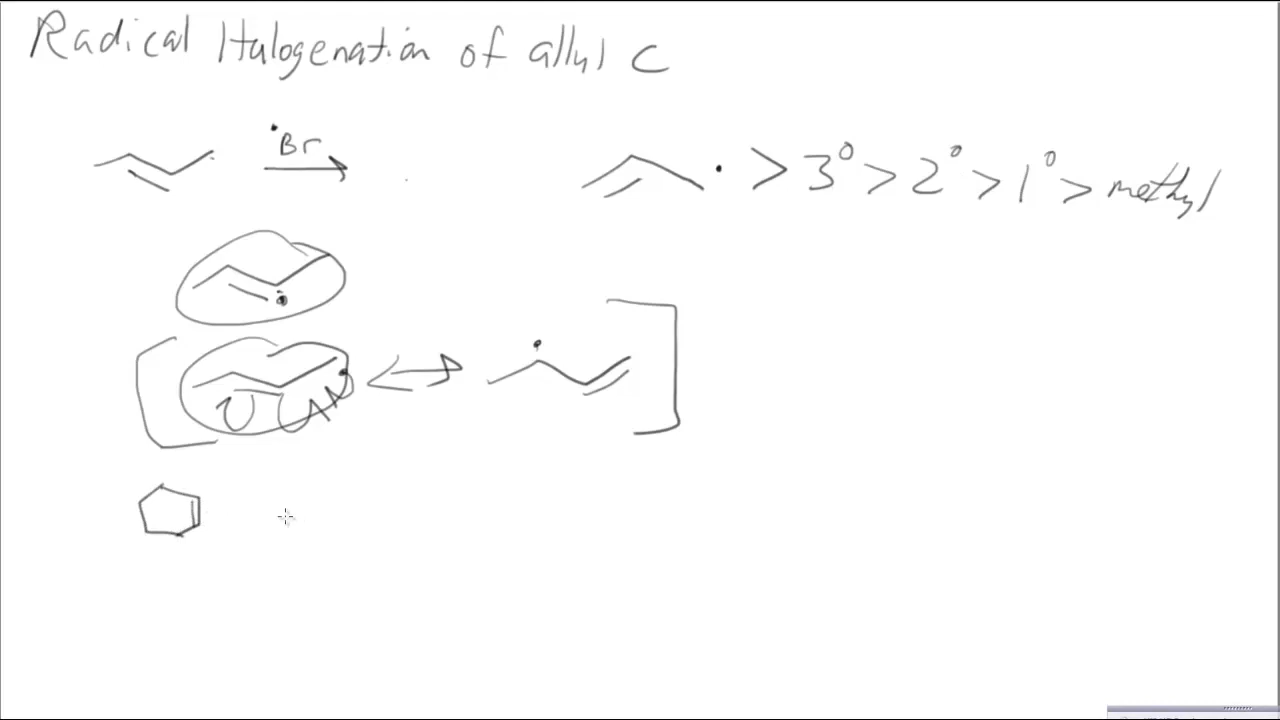 Radical Halogenation of allyl C
•Br
• > 3° > 2° > 1° > methyl